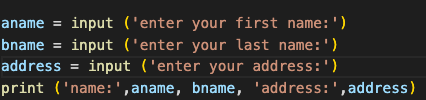 aname = input ('enter your first name:')
bname = input ('enter your last name:')
address = input ('enter your address:')
print ('name:',aname, bname, 'address:',address)